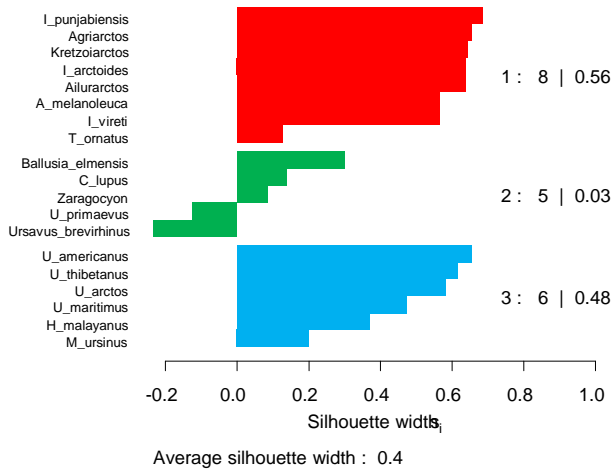 I_punjabiensis
Agriarctos
Kretzoiarctos
I_arctoides
Ailurarctos
A_melanoleuca
I_vireti
T_ornatus
1 : 8 | 0.56
Ballusia_elmensis
C_lupus
Zaragocyon
U_primaevus
Ursavus_brevirhinus
2 : 5 | 0.03
U_americanus
U_thibetanus
U_arctos
U_maritimus
H_malayanus
M_ursinus
3 : 6 | 0.48
-0.2 0.0 0.2 0.4 0.6 0.8 1.0
Silhouette width si
Average silhouette width : 0.4